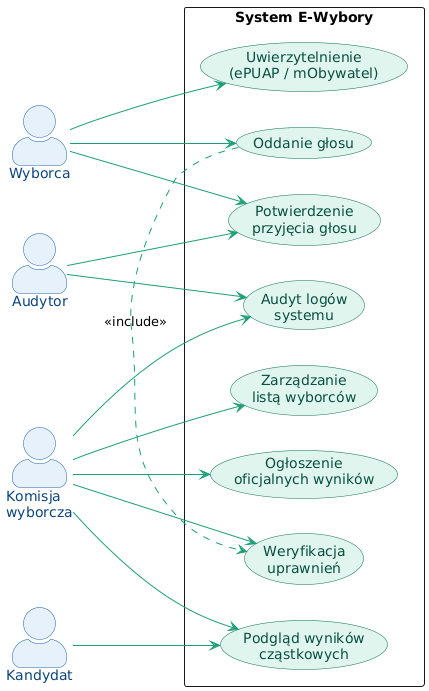 System E-Wybory
Uwierzytelnienie
(ePUAP / mObywatel)
Oddanie głosu
Wyborca
Potwierdzenie
przyjęcia głosu
Audytor
Audyt logów
systemu
«include»
Zarządzanie
listą wyborców
Ogłoszenie
oficjalnych wyników
Komisja
wyborcza
Weryfikacja
uprawnień
Podgląd wyników
cząstkowych
Kandydat